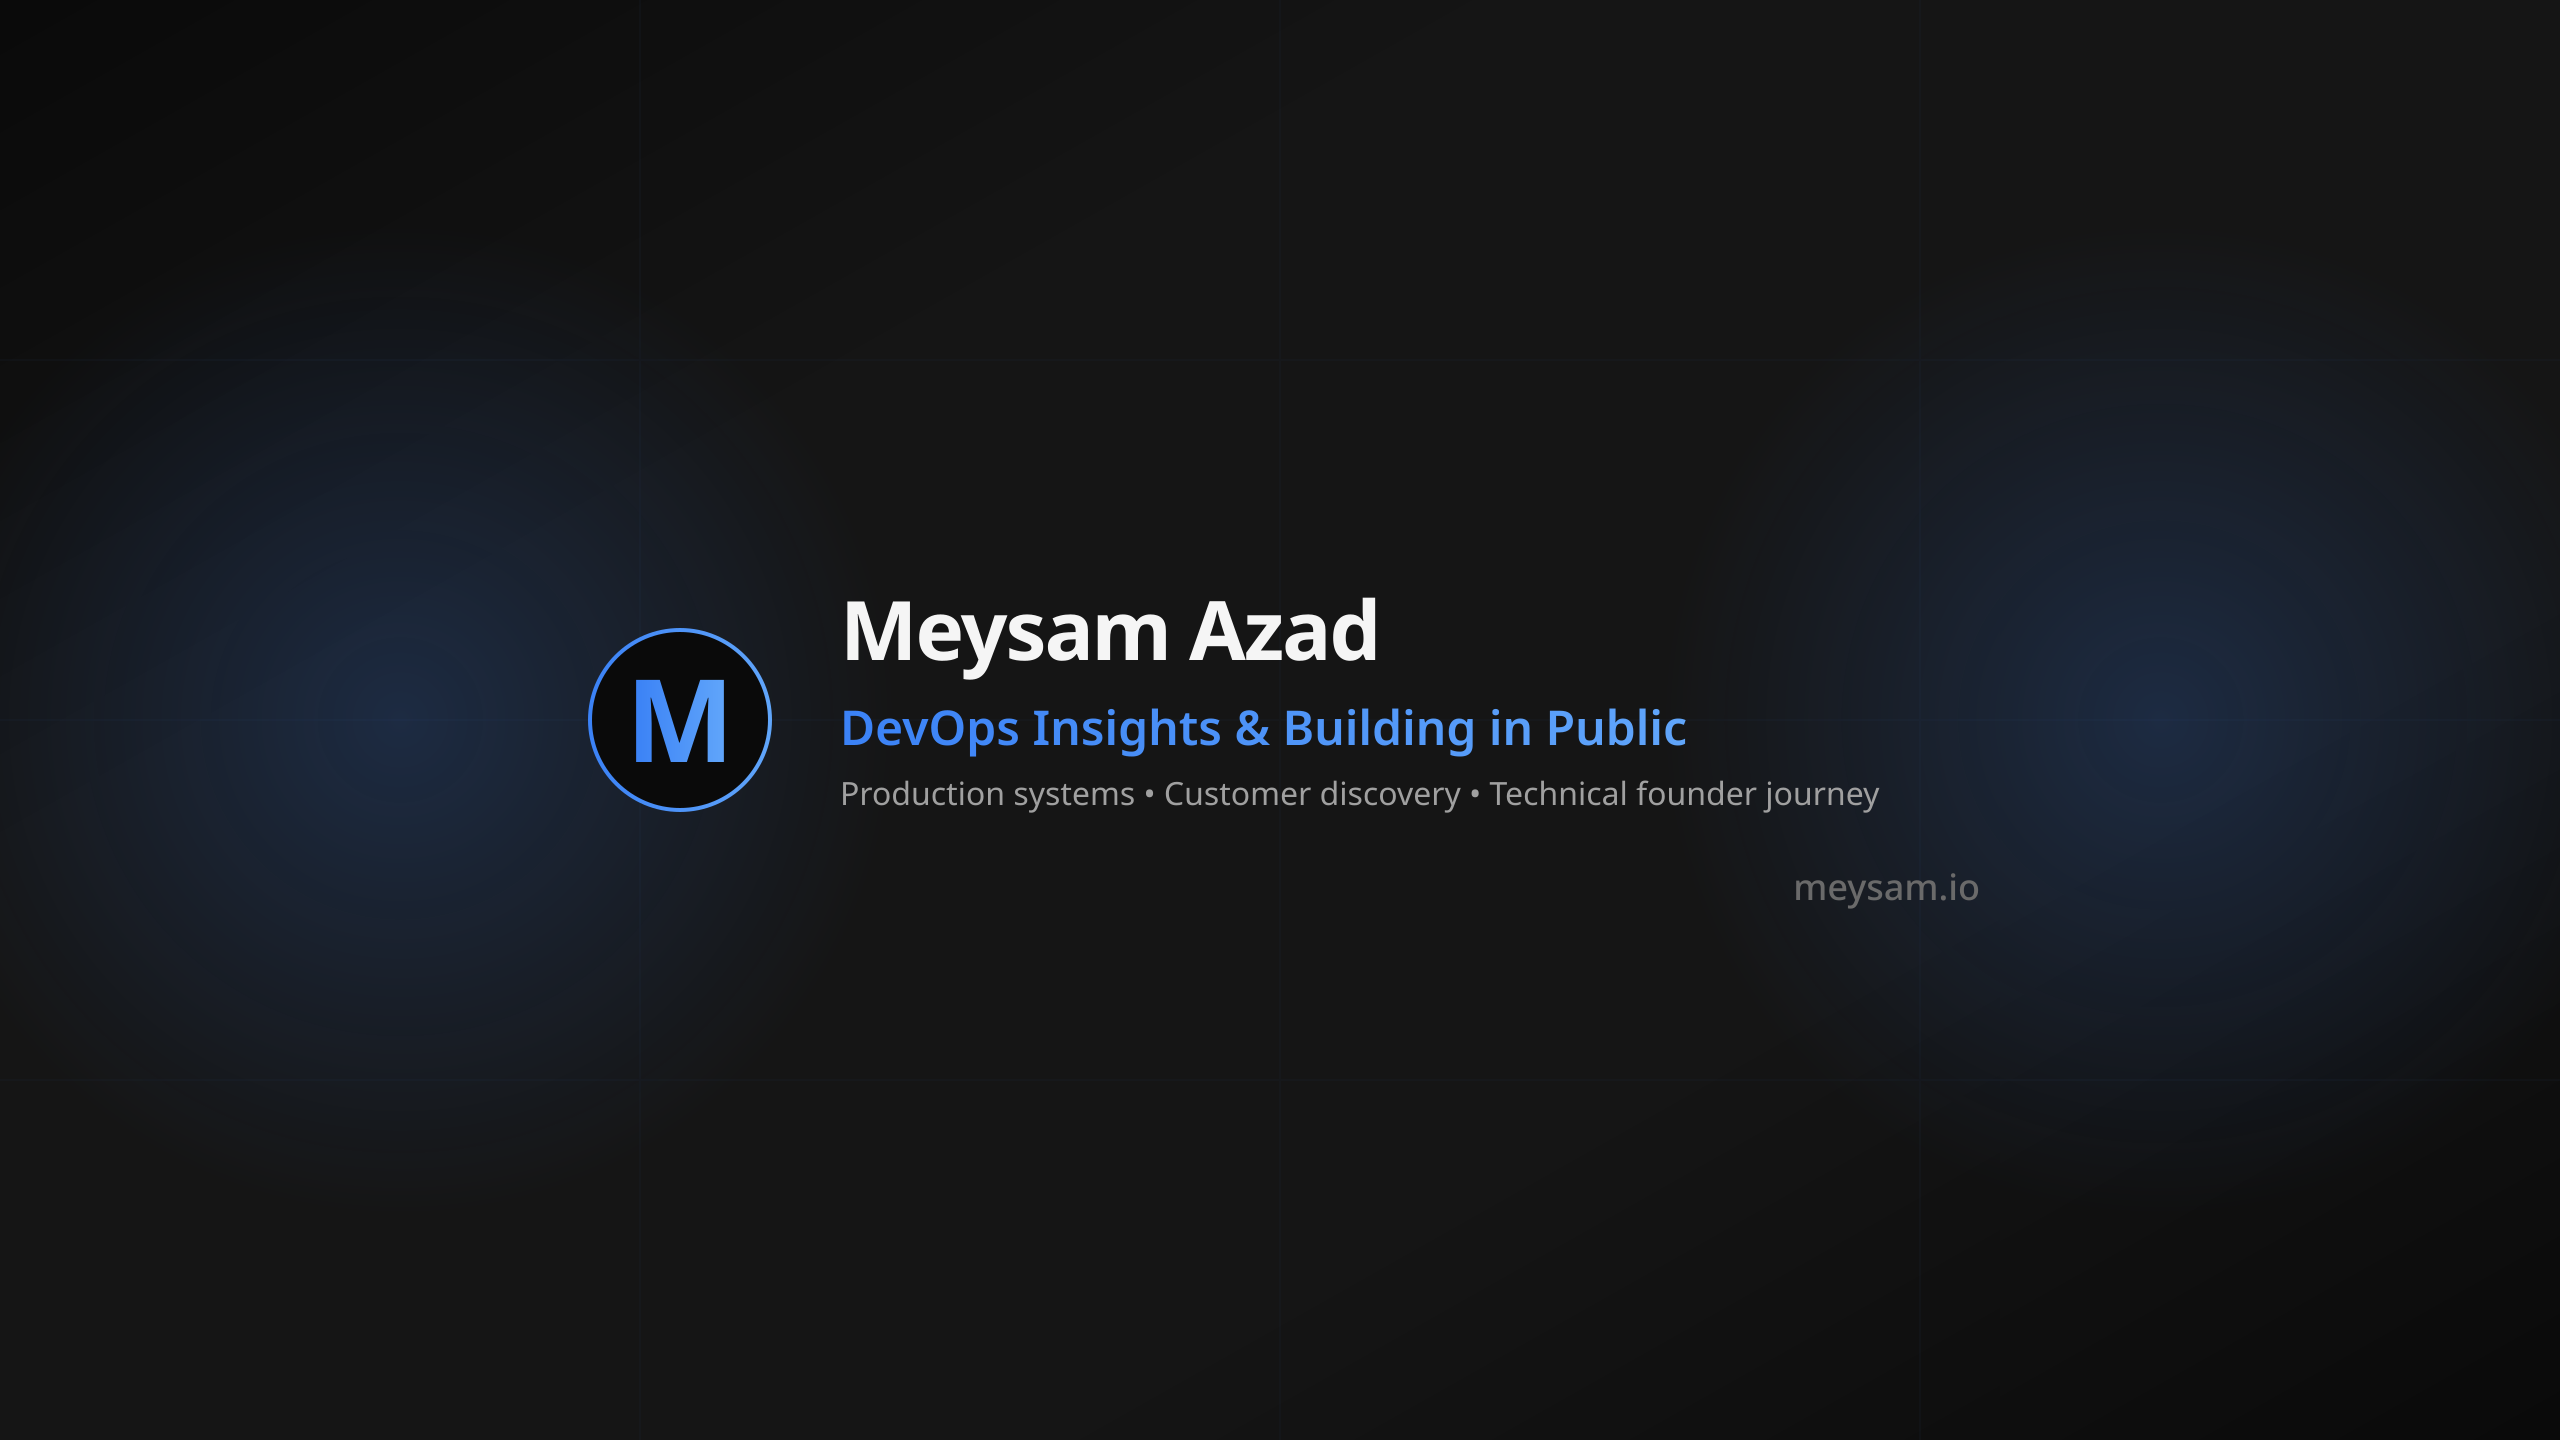 Meysam Azad
M
DevOps Insights & Building in Public
Production systems • Customer discovery • Technical founder journey
meysam.io